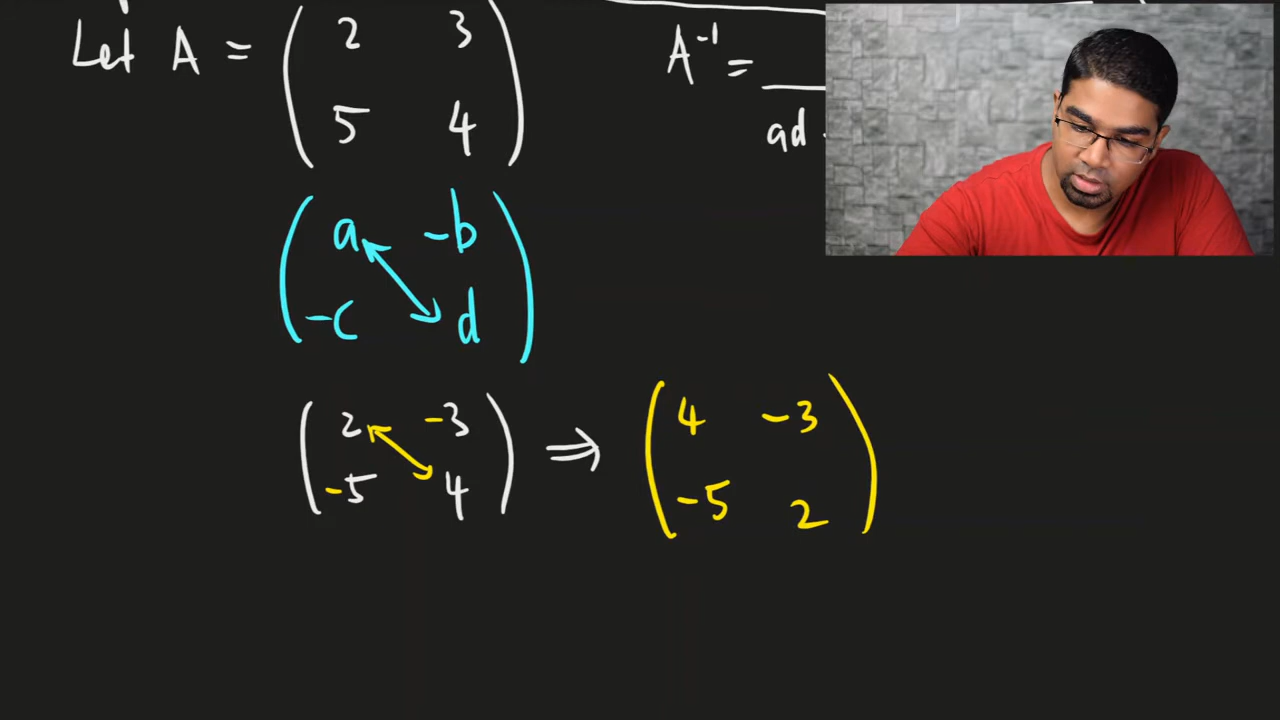 Let A = ( 2 3
5 4 )
A⁻¹ =
ad
( a -b
-c d )
( 2 -3
-5 4 ) ⇒ ( 4 -3
-5 2 )